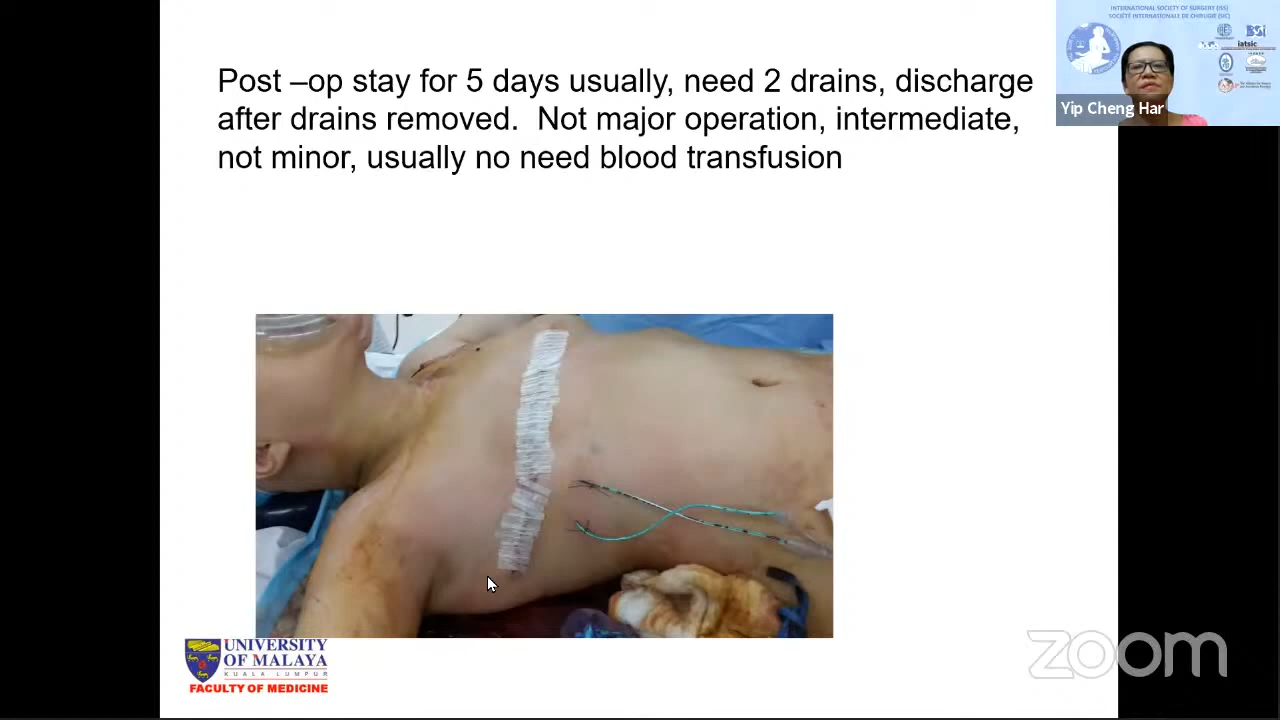 INTERNATIONAL SOCIETY OF SURGERY (ISS)
SOCIÉTÉ INTERNATIONALE DE CHIRUGIE (SIC)
iatsic
Yip Cheng Har
Post –op stay for 5 days usually, need 2 drains, discharge
after drains removed.  Not major operation, intermediate,
not minor, usually no need blood transfusion
UNIVERSITY
OF MALAYA
KUALA LUMPUR
FACULTY OF MEDICINE
zoom